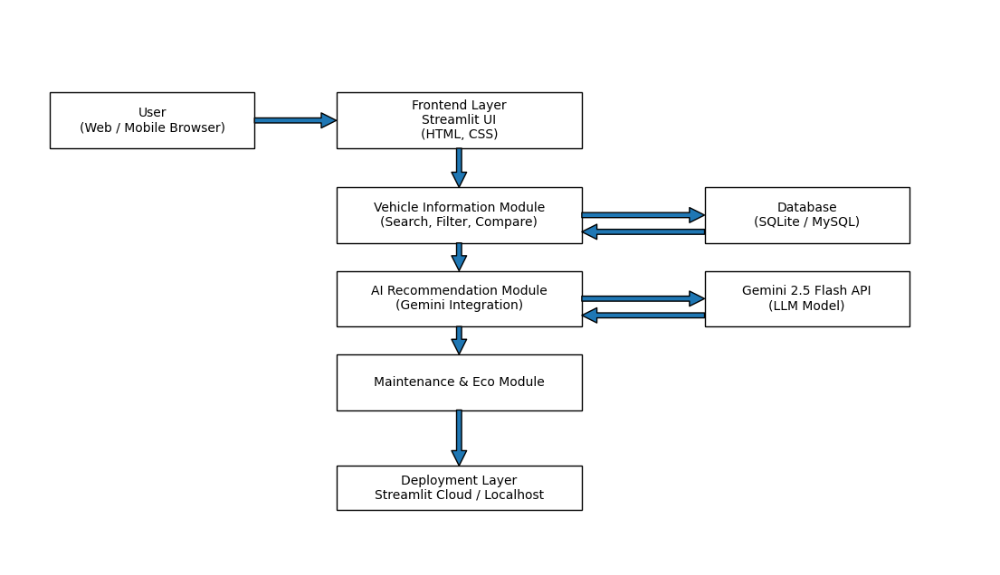 User
(Web / Mobile Browser)
Frontend Layer
Streamlit UI
(HTML, CSS)
Vehicle Information Module
(Search, Filter, Compare)
Database
(SQLite / MySQL)
AI Recommendation Module
(Gemini Integration)
Gemini 2.5 Flash API
(LLM Model)
Maintenance & Eco Module
Deployment Layer
Streamlit Cloud / Localhost